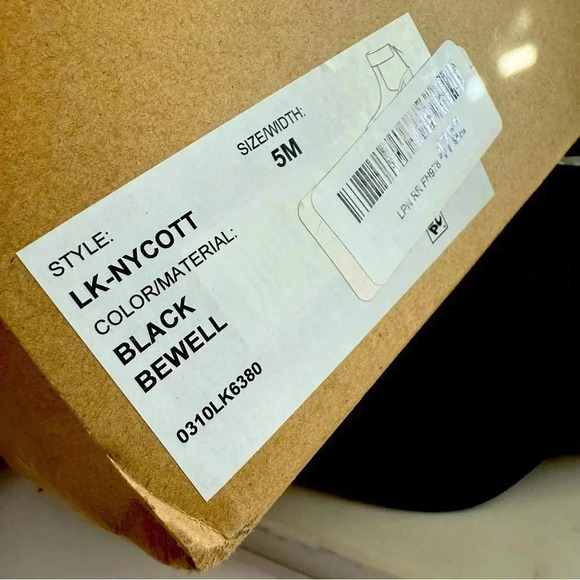 STYLE:
LK-NYCOTT
COLOR/MATERIAL:
BLACK
BEWELL
0310LK6380
SIZE/WIDTH:
5M